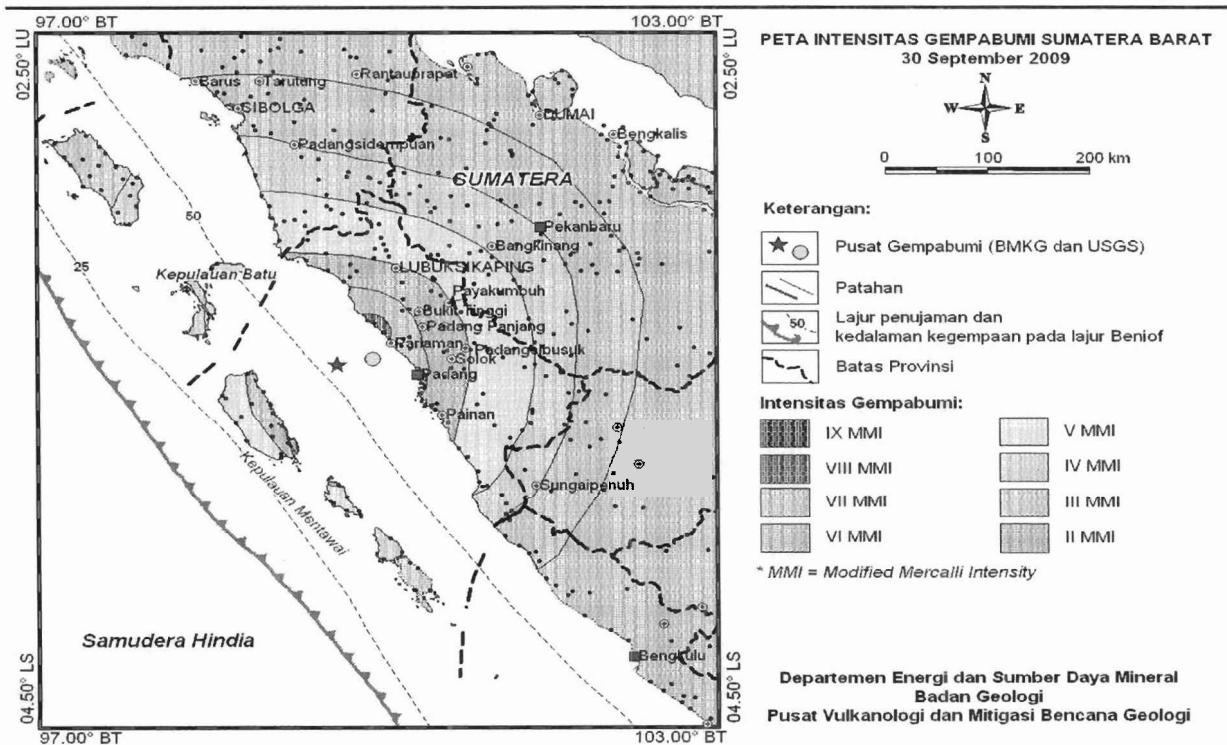 97.00° BT
103.00° BT
02.50° LU
02.50° LU
Barus
Tarutung
Rantauprapat
SIBOLGA
DUMAI
Bengkalis
Padangsidempuan
SUMATERA
50
Pekanbaru
Bangkinang
25
Kepulauan Batu
LUBUKSIKAPING
Payakumbuh
Bukit Tinggi
Padang Panjang
Pariaman
Padangsibusuk
Solok
Padang
Painan
Kepulauan Mentawai
Sungaipenuh
Samudera Hindia
Bengkulu
04.50° LS
04.50° LS
97.00° BT
103.00° BT
PETA INTENSITAS GEMPABUMI SUMATERA BARAT
30 September 2009
N
W E
S
0 100 200 km
Keterangan:
Pusat Gempabumi (BMKG dan USGS)
Patahan
50
Lajur penujaman dan
kedalaman kegempaan pada lajur Beniof
Batas Provinsi
Intensitas Gempabumi:
IX MMI
V MMI
VIII MMI
IV MMI
VII MMI
III MMI
VI MMI
II MMI
* MMI = Modified Mercalli Intensity
Departemen Energi dan Sumber Daya Mineral
Badan Geologi
Pusat Vulkanologi dan Mitigasi Bencana Geologi